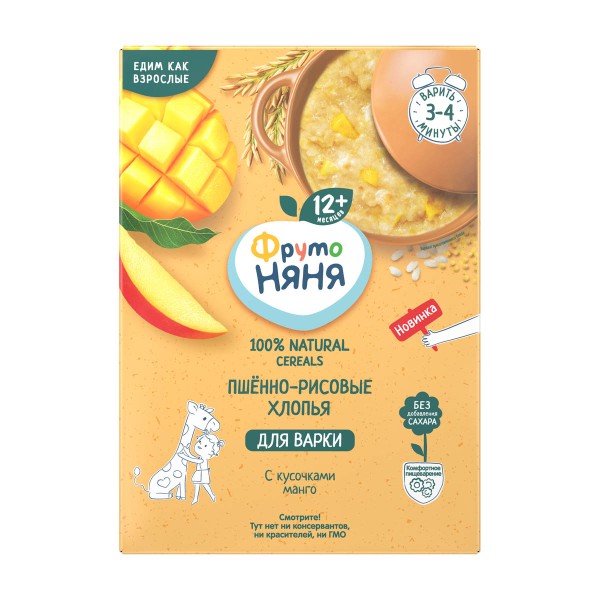 ЕДИМ КАК
ВЗРОСЛЫЕ
ВАРИТЬ
3-4
МИНУТЫ
12+
месяцев
Фруто
НЯНЯ
Новинка
100% NATURAL
CEREALS
ПШЁННО-РИСОВЫЕ
ХЛОПЬЯ
ДЛЯ ВАРКИ
С кусочками
манго
БЕЗ
добавления
САХАРА
Комфортное
пищеварение
Смотрите!
Тут нет ни консервантов,
ни красителей, ни ГМО